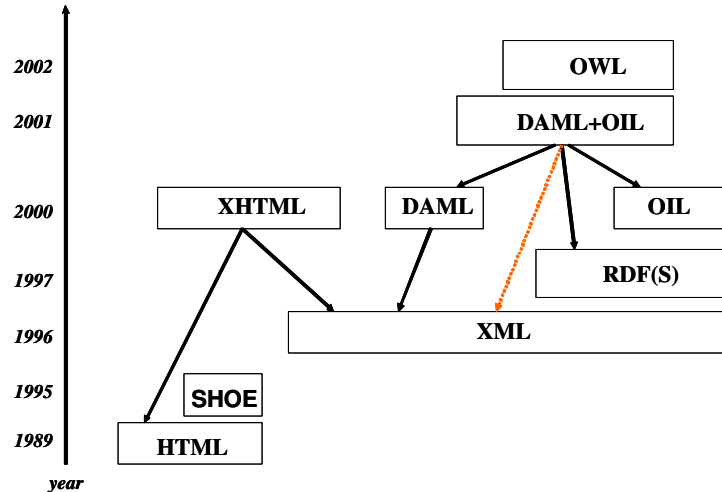 2002
OWL
2001
DAML+OIL
2000
XHTML
DAML
OIL
1997
RDF(S)
1996
XML
1995
SHOE
1989
HTML
year